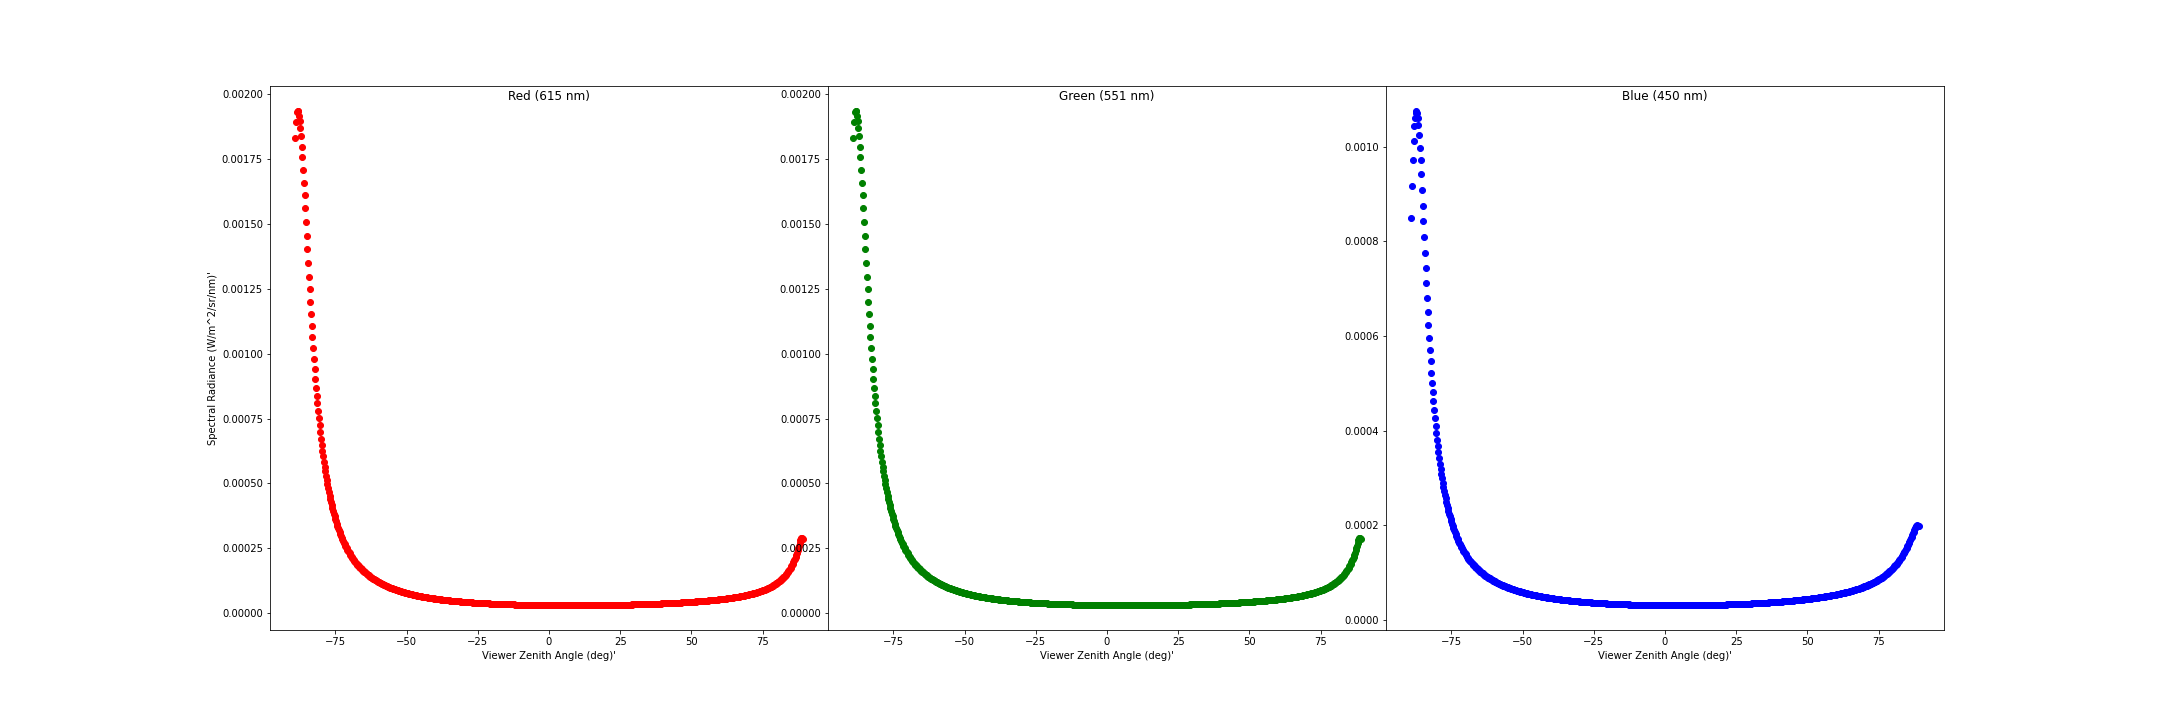 Red (615 nm)
Green (551 nm)
Blue (450 nm)
Spectral Radiance (W/m^2/sr/nm)'
0.00200
0.00175
0.00150
0.00125
0.00100
0.00075
0.00050
0.00025
0.00000
−75 −50 −25 0 25 50 75
Viewer Zenith Angle (deg)'
0.00200
0.00175
0.00150
0.00125
0.00100
0.00075
0.00050
0.00025
0.00000
−75 −50 −25 0 25 50 75
Viewer Zenith Angle (deg)'
0.0010
0.0008
0.0006
0.0004
0.0002
0.0000
−75 −50 −25 0 25 50 75
Viewer Zenith Angle (deg)'